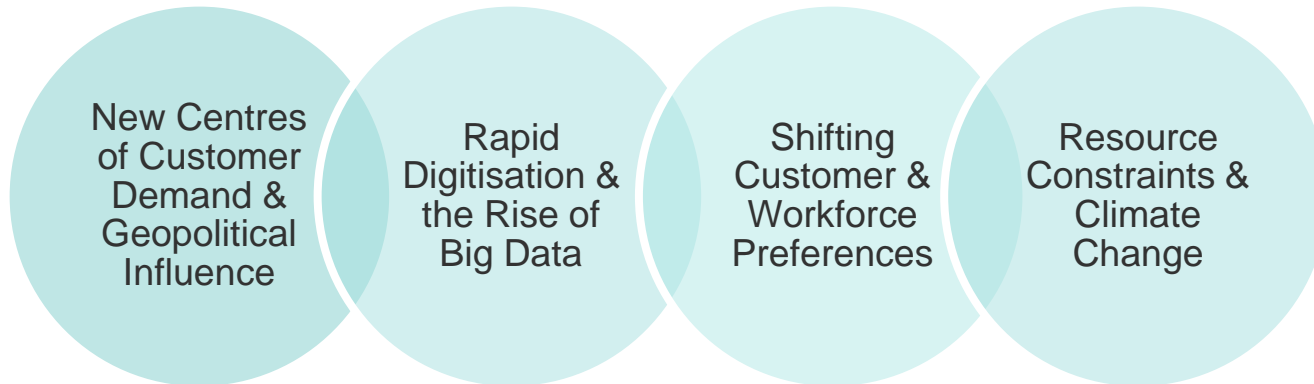 New Centres
of Customer
Demand &
Geopolitical
Influence
Rapid
Digitisation &
the Rise of
Big Data
Shifting
Customer &
Workforce
Preferences
Resource
Constraints &
Climate
Change